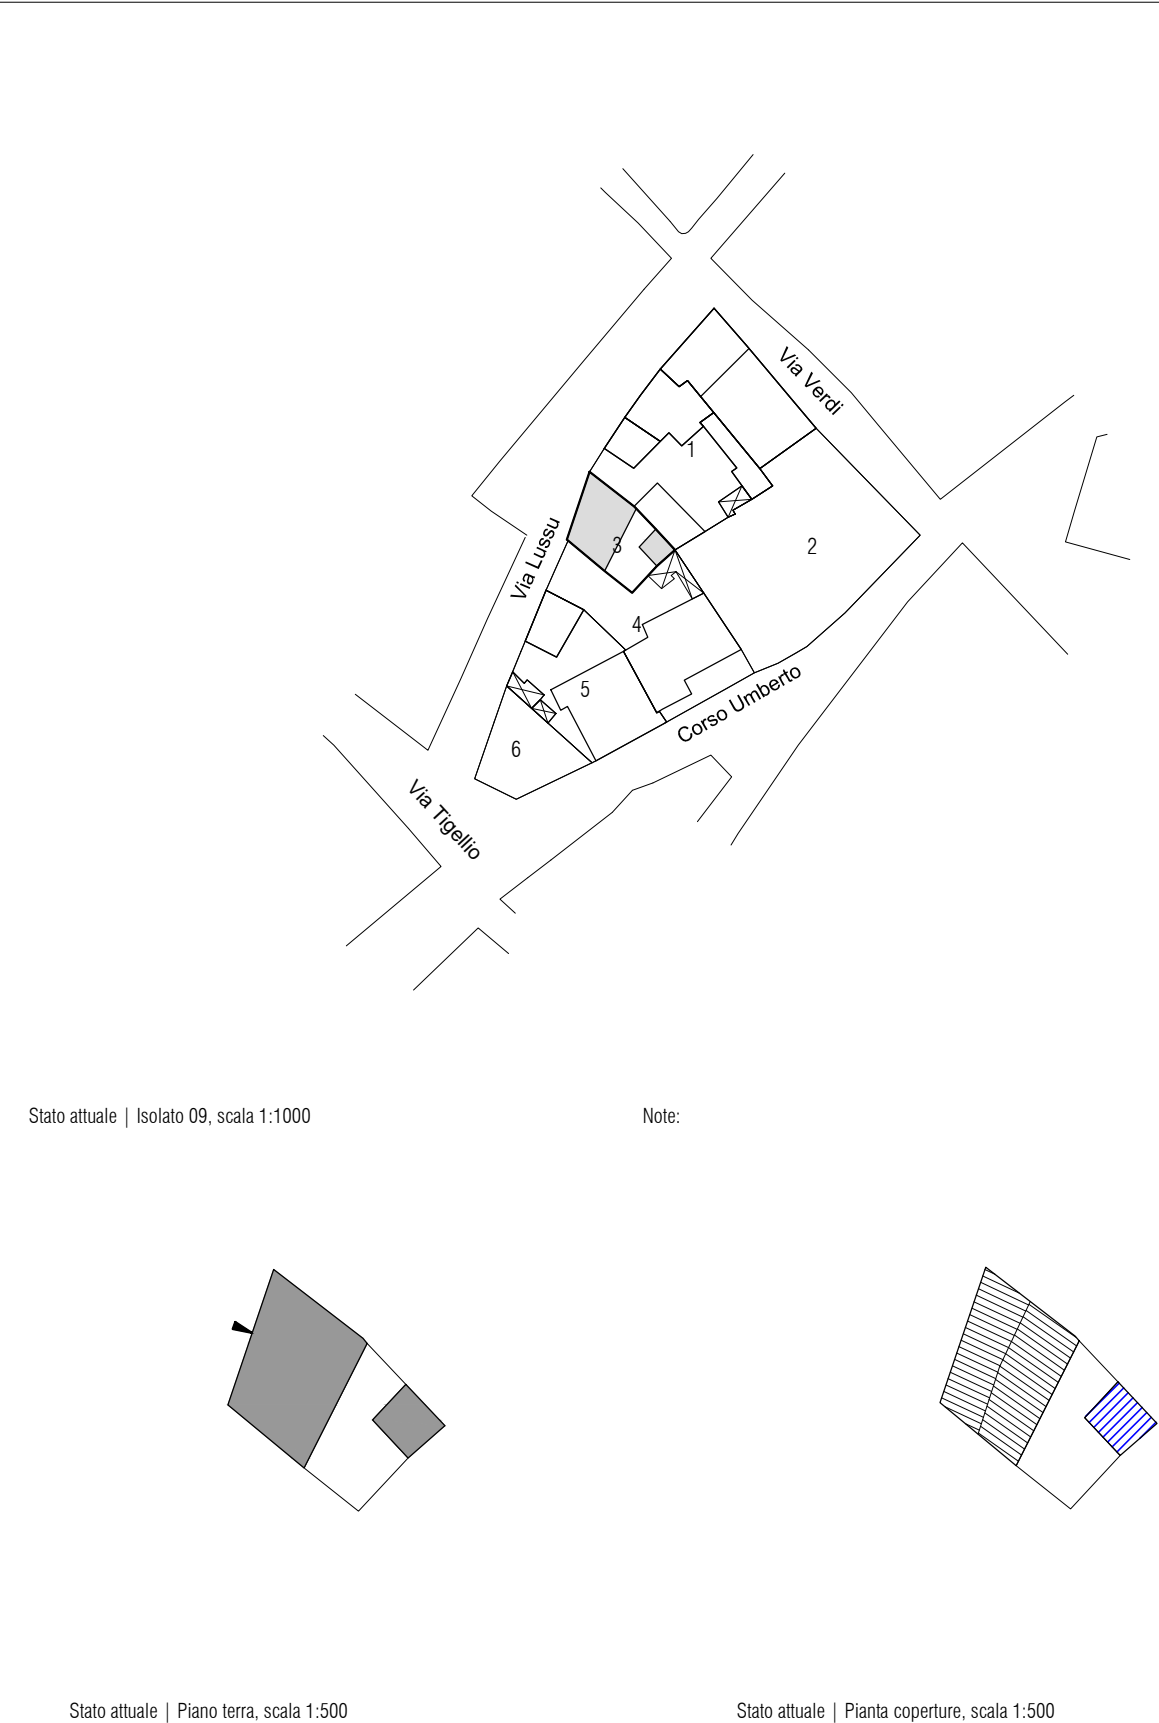 Via Verdi
1
2
3
Via Lussu
4
5
Corso Umberto
6
Via Tigellio
Stato attuale | Isolato 09, scala 1:1000
Note:
Stato attuale | Piano terra, scala 1:500
Stato attuale | Pianta coperture, scala 1:500